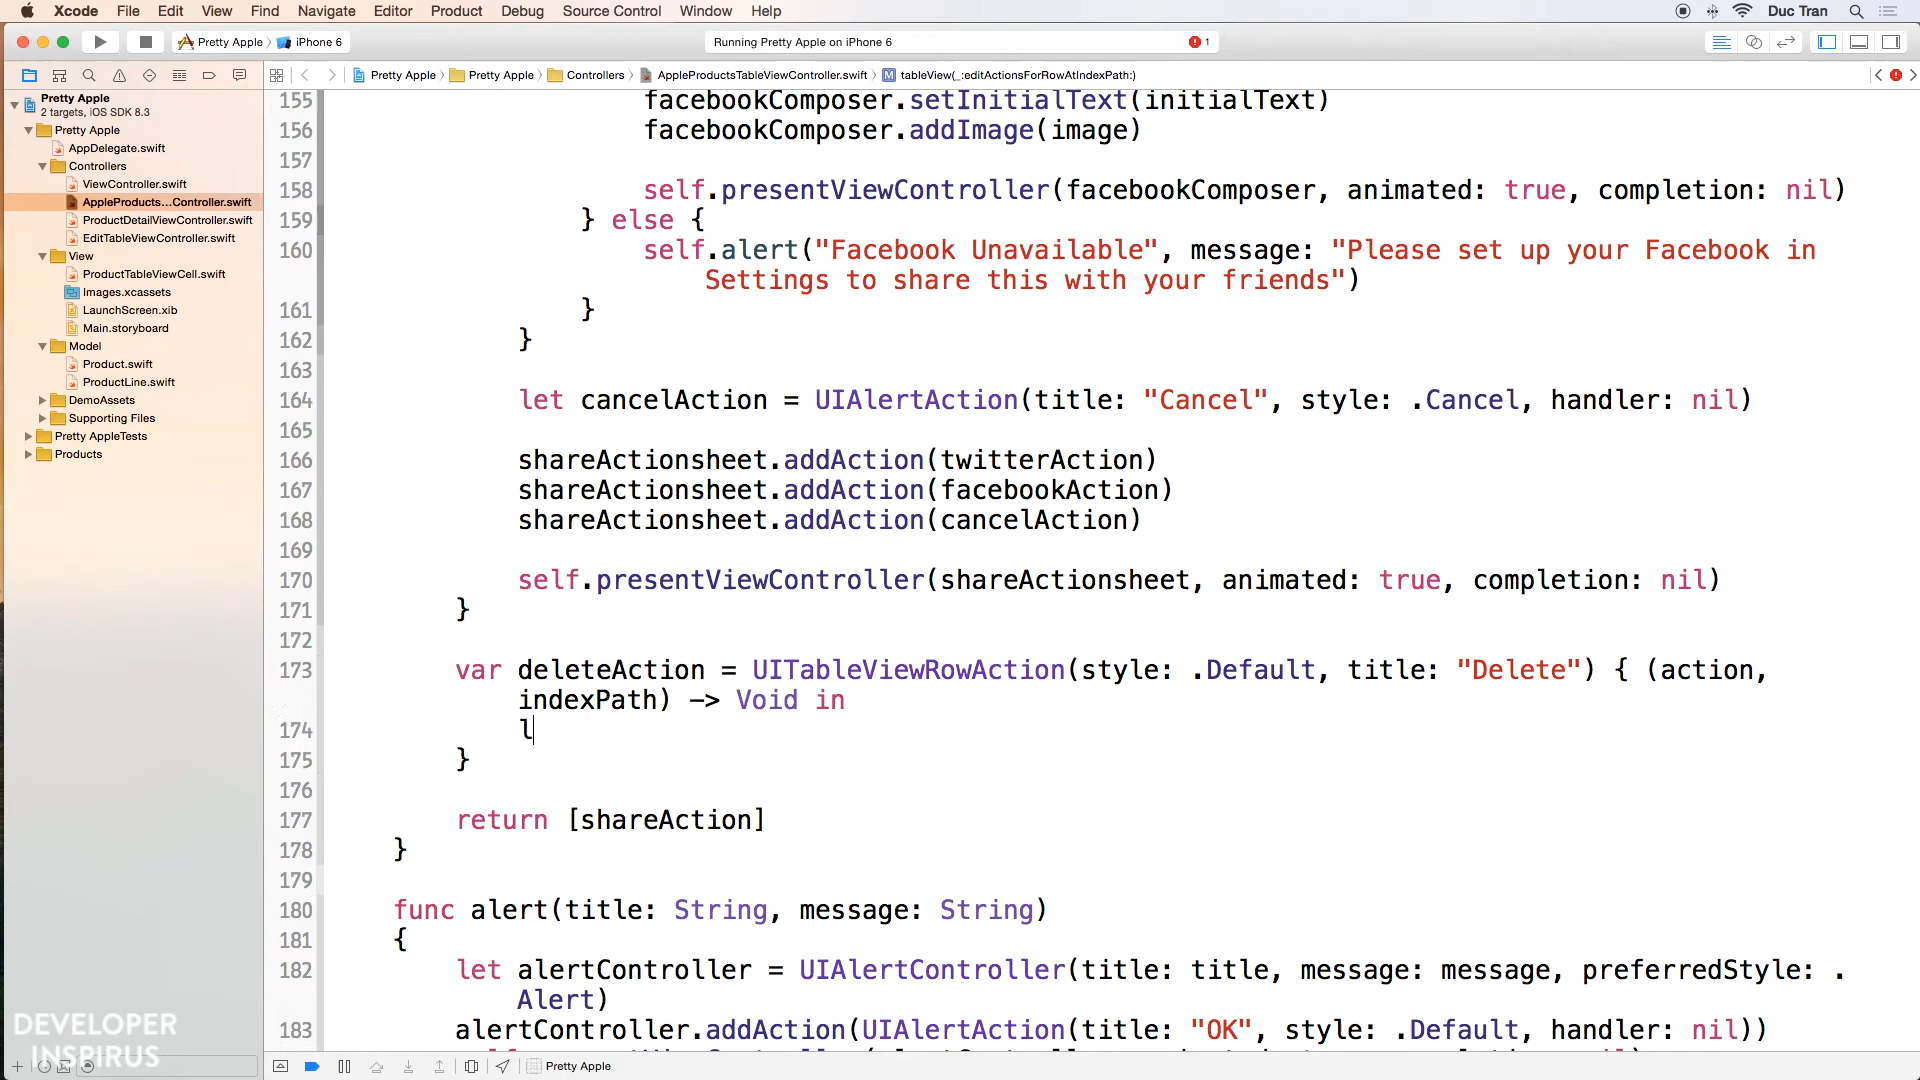 Xcode File Edit View Find Navigate Editor Product Debug Source Control Window Help Duc Tran
Pretty Apple iPhone 6 Running Pretty Apple on iPhone 6 1
Pretty Apple Pretty Apple Controllers AppleProductsTableViewController.swift M tableView(_:editActionsForRowAtIndexPath:)
Pretty Apple
2 targets, iOS SDK 8.3
Pretty Apple
AppDelegate.swift
Controllers
ViewController.swift
AppleProducts...Controller.swift
ProductDetailViewController.swift
EditTableViewController.swift
View
ProductTableViewCell.swift
Images.xcassets
LaunchScreen.xib
Main.storyboard
Model
Product.swift
ProductLine.swift
DemoAssets
Supporting Files
Pretty AppleTests
Products
155 facebookComposer.setInitialText(initialText)
156 facebookComposer.addImage(image)
157
158 self.presentViewController(facebookComposer, animated: true, completion: nil)
159 } else {
160 self.alert("Facebook Unavailable", message: "Please set up your Facebook in
Settings to share this with your friends")
161 }
162 }
163
164 let cancelAction = UIAlertAction(title: "Cancel", style: .Cancel, handler: nil)
165
166 shareActionsheet.addAction(twitterAction)
167 shareActionsheet.addAction(facebookAction)
168 shareActionsheet.addAction(cancelAction)
169
170 self.presentViewController(shareActionsheet, animated: true, completion: nil)
171 }
172
173 var deleteAction = UITableViewRowAction(style: .Default, title: "Delete") { (action,
indexPath) -> Void in
174 l
175 }
176
177 return [shareAction]
178 }
179
180 func alert(title: String, message: String)
181 {
182 let alertController = UIAlertController(title: title, message: message, preferredStyle: .
Alert)
183 alertController.addAction(UIAlertAction(title: "OK", style: .Default, handler: nil))
Pretty Apple
DEVELOPER
INSPIRUS